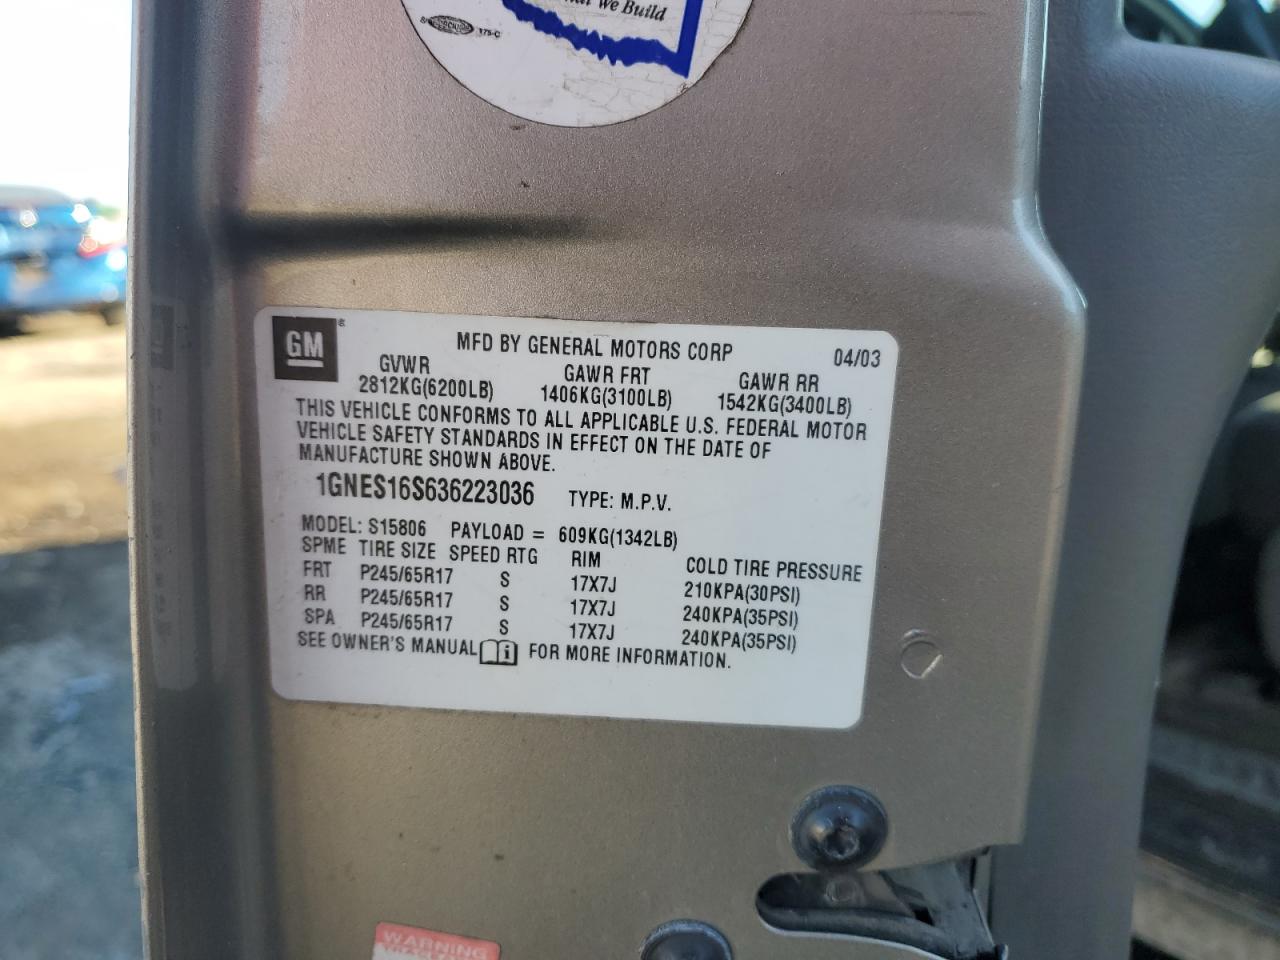 What We Build
175-C
GM
MFD BY GENERAL MOTORS CORP 04/03
GVWR GAWR FRT GAWR RR
2812KG(6200LB) 1406KG(3100LB) 1542KG(3400LB)
THIS VEHICLE CONFORMS TO ALL APPLICABLE U.S. FEDERAL MOTOR
VEHICLE SAFETY STANDARDS IN EFFECT ON THE DATE OF
MANUFACTURE SHOWN ABOVE.
1GNES16S636223036 TYPE: M.P.V.
MODEL: S15806 PAYLOAD = 609KG(1342LB)
SPME TIRE SIZE SPEED RTG RIM COLD TIRE PRESSURE
FRT P245/65R17 S 17X7J 210KPA(30PSI)
RR P245/65R17 S 17X7J 240KPA(35PSI)
SPA P245/65R17 S 17X7J 240KPA(35PSI)
SEE OWNER'S MANUAL FOR MORE INFORMATION.
WARNING